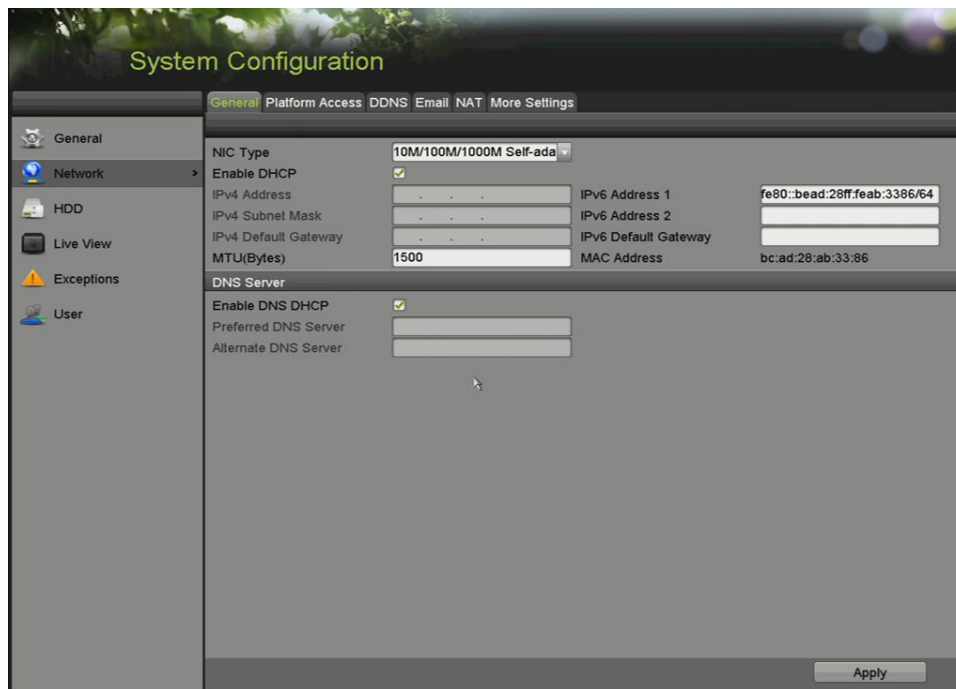 System Configuration
General Platform Access DDNS Email NAT More Settings
General
Network
HDD
Live View
Exceptions
User
NIC Type 10M/100M/1000M Self-ada
Enable DHCP
IPv4 Address IPv6 Address 1 fe80::bead:28ff:feab:3386/64
IPv4 Subnet Mask IPv6 Address 2
IPv4 Default Gateway IPv6 Default Gateway
MTU(Bytes) 1500 MAC Address bc:ad:28:ab:33:86
DNS Server
Enable DNS DHCP
Preferred DNS Server
Alternate DNS Server
Apply